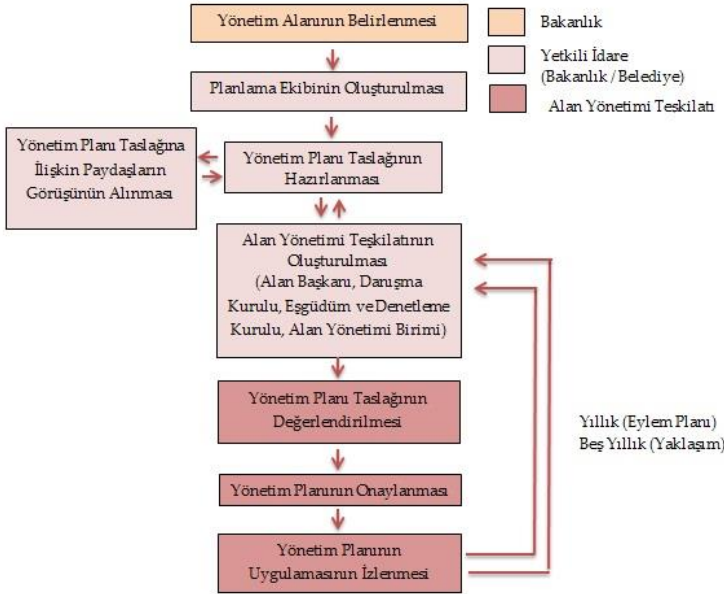 Yönetim Alanının Belirlenmesi
Bakanlık
Yetkili İdare
(Bakanlık / Belediye)
Alan Yönetimi Teşkilatı
Planlama Ekibinin Oluşturulması
Yönetim Planı Taslağına
İlişkin Paydaşların
Görüşünün Alınması
Yönetim Planı Taslağının
Hazırlanması
Alan Yönetimi Teşkilatının
Oluşturulması
(Alan Başkanı, Danışma
Kurulu, Eşgüdüm ve Denetleme
Kurulu, Alan Yönetimi Birimi)
Yönetim Planı Taslağının
Değerlendirilmesi
Yıllık (Eylem Planı)
Beş Yıllık (Yaklaşım)
Yönetim Planının Onaylanması
Yönetim Planının
Uygulamasının İzlenmesi